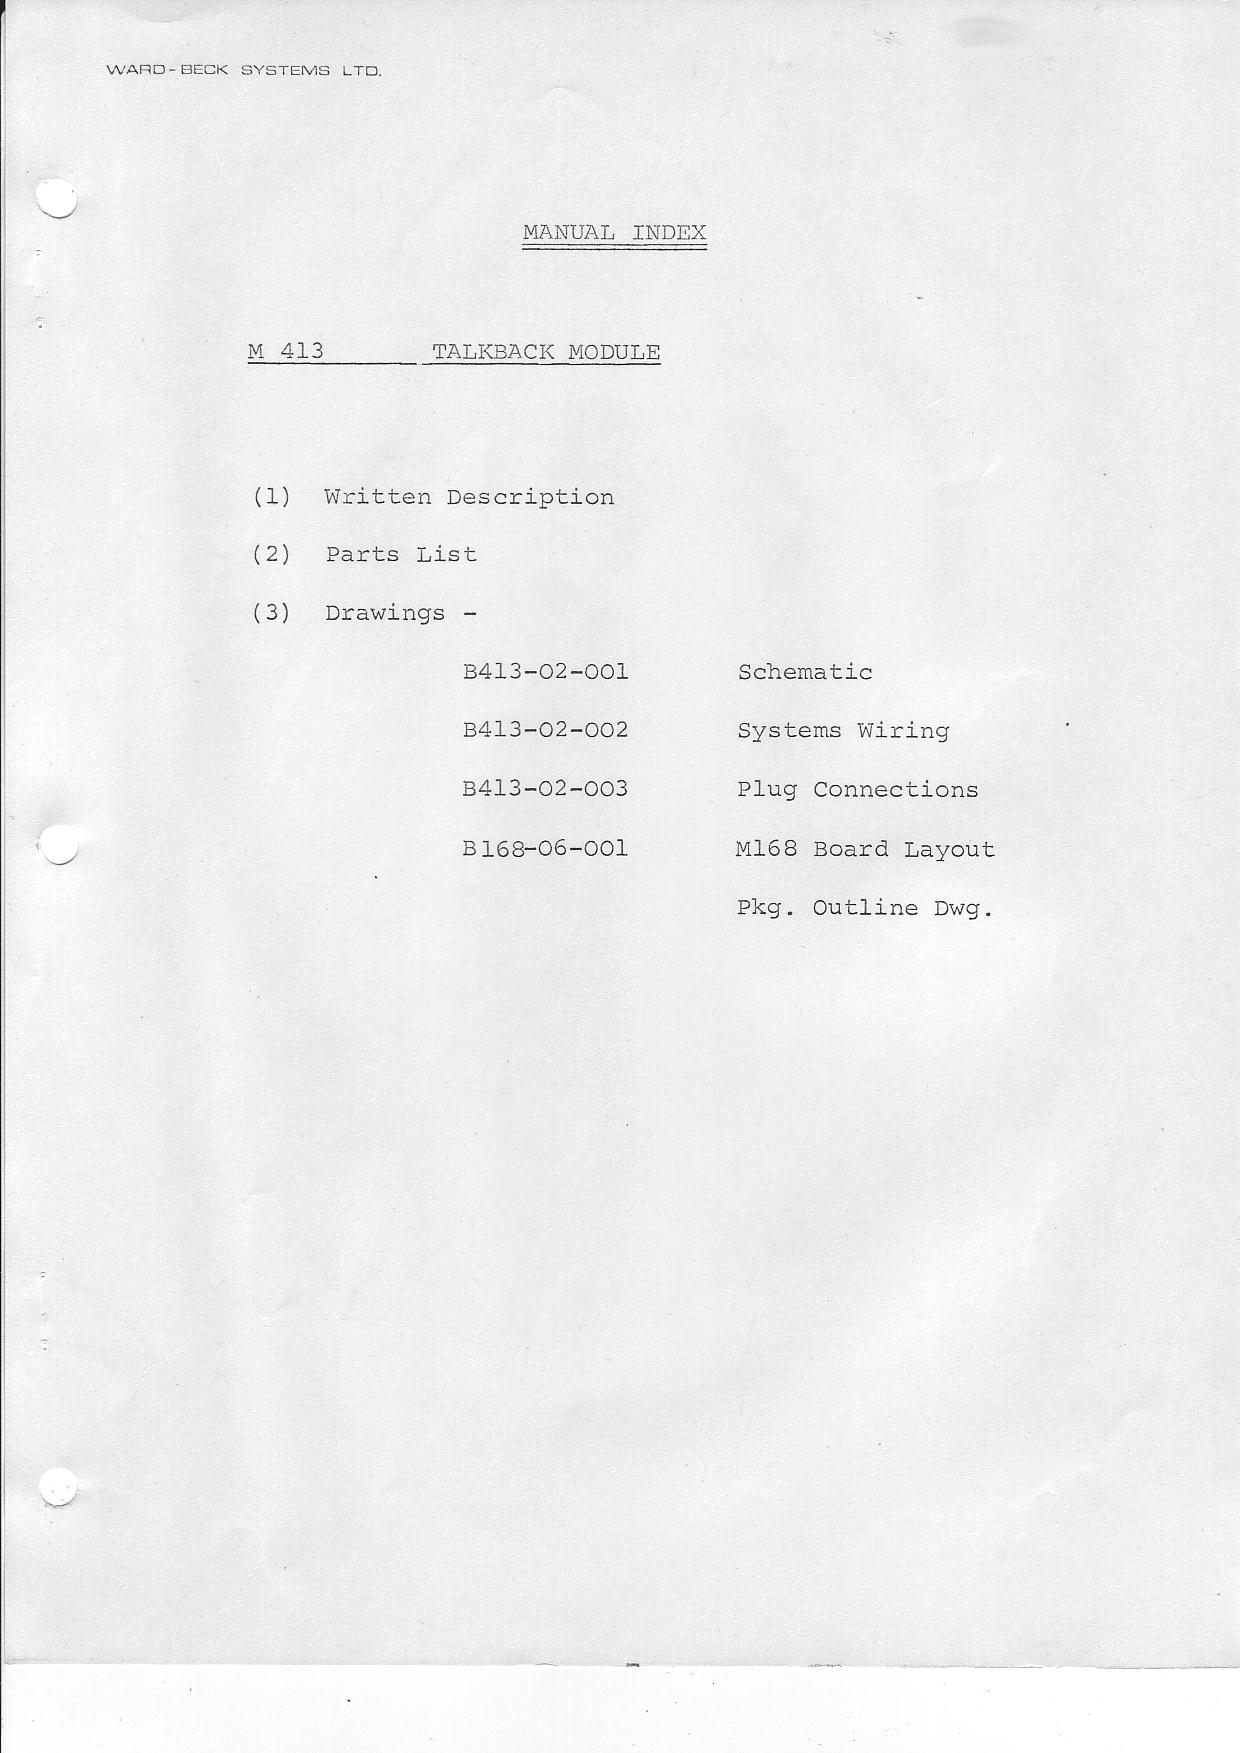 WARD-BECK SYSTEMS LTD.
MANUAL INDEX
M 413 TALKBACK MODULE
(1) Written Description
(2) Parts List
(3) Drawings -
B413-02-001 Schematic
B413-02-002 Systems Wiring
B413-02-003 Plug Connections
B168-06-001 M168 Board Layout
Pkg. Outline Dwg.